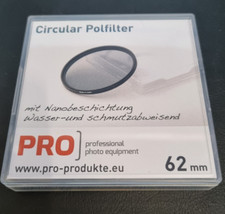 Circular Polfilter
mit Nanobeschichtung
Wasser-und schmutzabweisend
PRO professional
photo equipment
www.pro-produkte.eu 62 mm